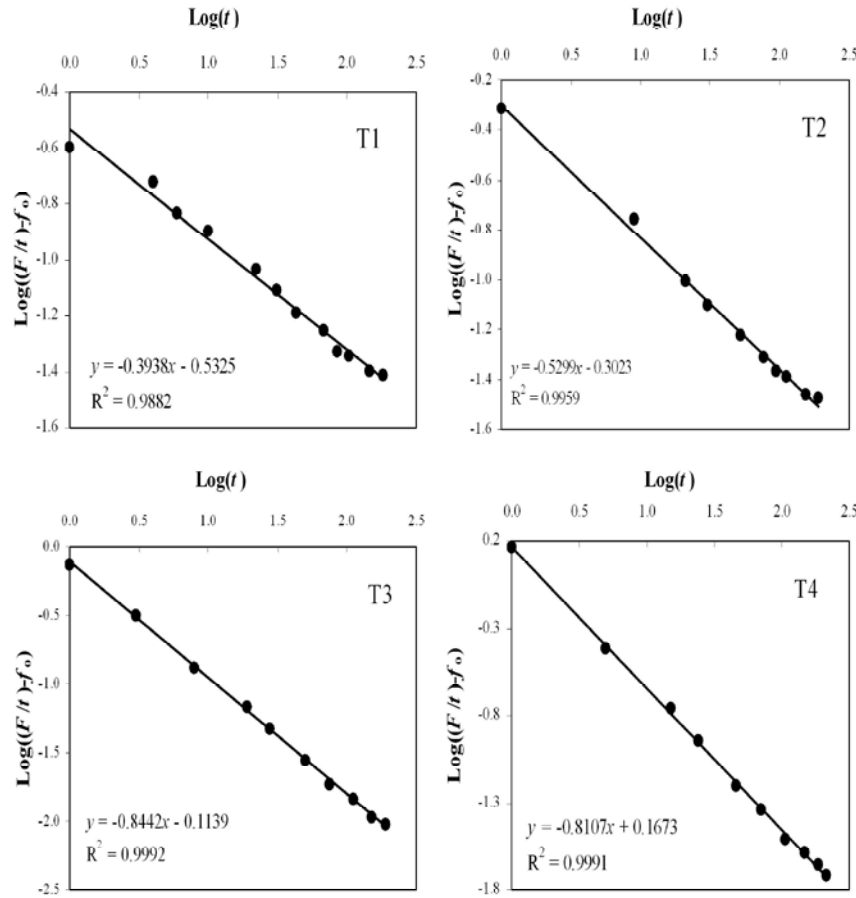 Log(t)
0.0 0.5 1.0 1.5 2.0 2.5
-0.4
-0.6
-0.8
-1.0
-1.2
-1.4
-1.6
Log((F/t)-fo)
T1
y = -0.3938x - 0.5325
R² = 0.9882
Log(t)
0.0 0.5 1.0 1.5 2.0 2.5
-0.2
-0.4
-0.6
-0.8
-1.0
-1.2
-1.4
-1.6
Log((F/t)-fo)
T2
y = -0.5299x - 0.3023
R² = 0.9959
Log(t)
0.0 0.5 1.0 1.5 2.0 2.5
0.0
-0.5
-1.0
-1.5
-2.0
-2.5
Log((F/t)-fo)
T3
y = -0.8442x - 0.1139
R² = 0.9992
Log(t)
0.0 0.5 1.0 1.5 2.0 2.5
0.2
-0.3
-0.8
-1.3
-1.8
Log((F/t)-fo)
T4
y = -0.8107x + 0.1673
R² = 0.9991